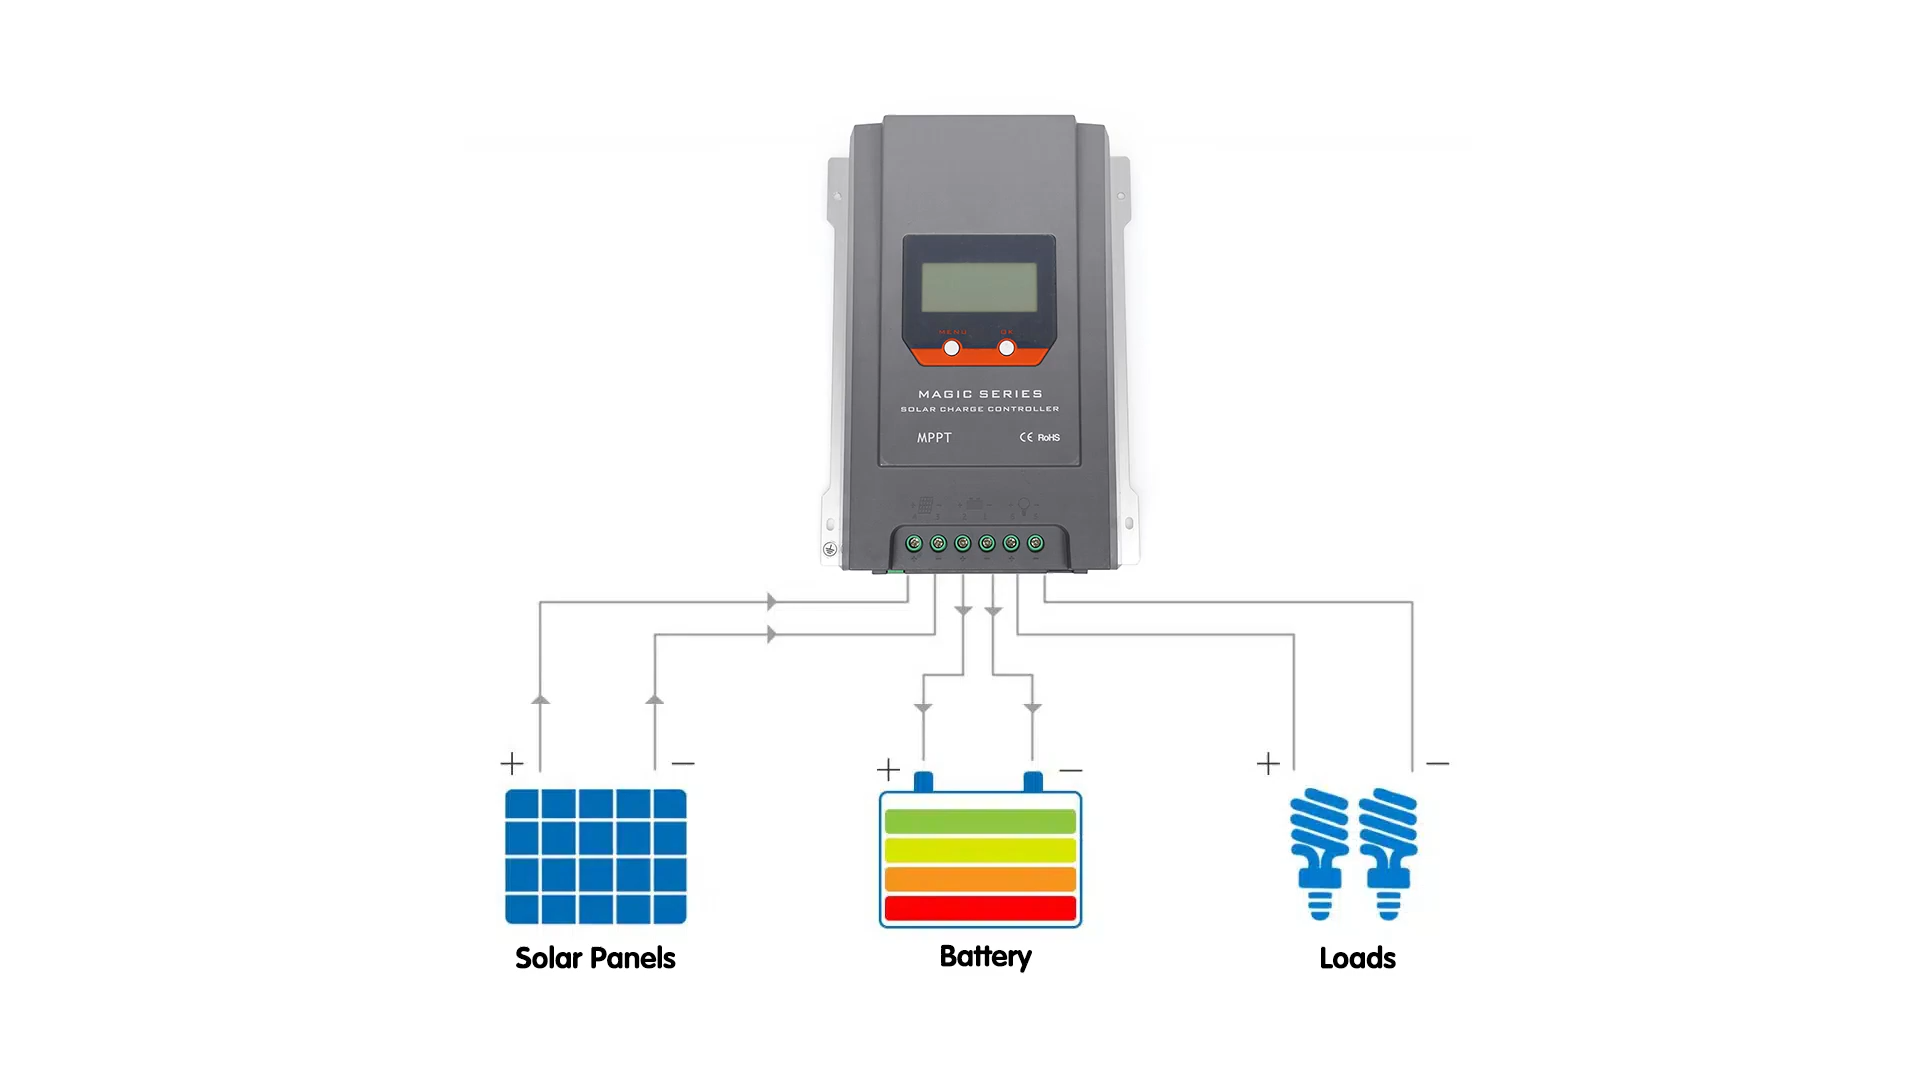 MENU OK
MAGIC SERIES
SOLAR CHARGE CONTROLLER
MPPT CE RoHS
+ − + − + −
Solar Panels
Battery
Loads